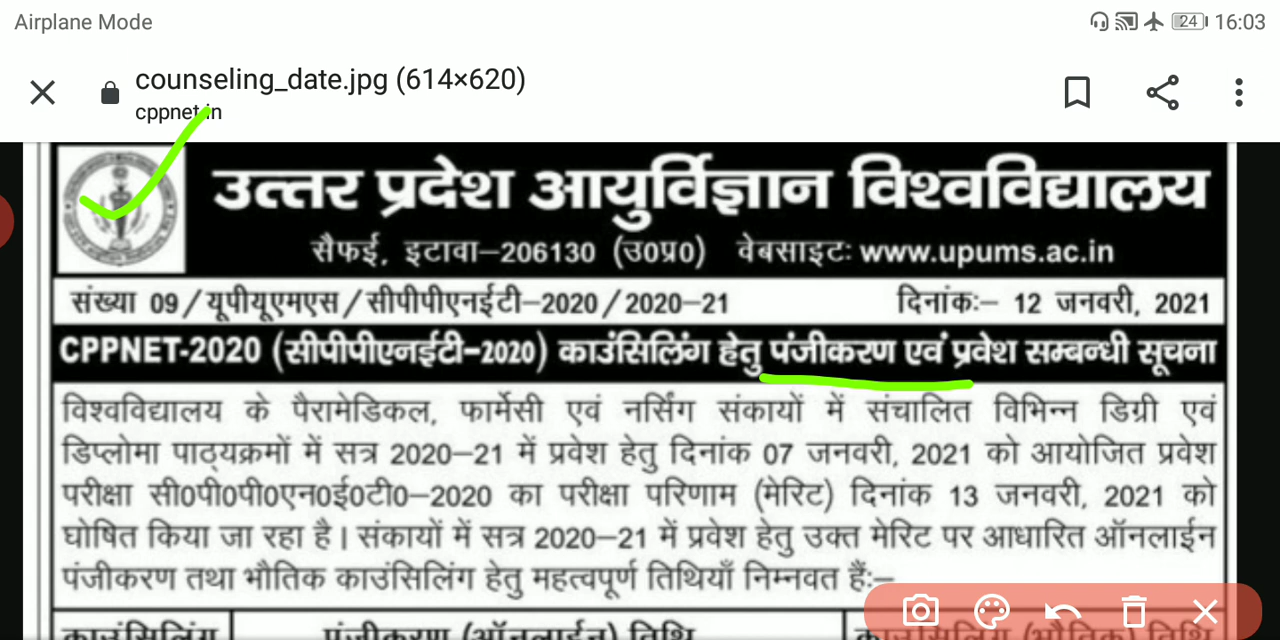 Airplane Mode
24 16:03
counseling_date.jpg (614×620)
cppnet.in
उत्तर प्रदेश आयुर्विज्ञान विश्वविद्यालय
सैफई, इटावा–206130 (उ0प्र0) वेबसाइटः www.upums.ac.in
संख्या 09/यूपीयूएमएस/सीपीपीएनईटी–2020/2020–21 दिनांकः– 12 जनवरी, 2021
CPPNET-2020 (सीपीपीएनईटी–2020) काउंसिलिंग हेतु पंजीकरण एवं प्रवेश सम्बन्धी सूचना
विश्वविद्यालय के पैरामेडिकल, फार्मेसी एवं नर्सिंग संकायों में संचालित विभिन्न डिग्री एवं
डिप्लोमा पाठ्यक्रमों में सत्र 2020–21 में प्रवेश हेतु दिनांक 07 जनवरी, 2021 को आयोजित प्रवेश
परीक्षा सी0पी0पी0एन0ई0टी0–2020 का परीक्षा परिणाम (मेरिट) दिनांक 13 जनवरी, 2021 को
घोषित किया जा रहा है। संकायों में सत्र 2020–21 में प्रवेश हेतु उक्त मेरिट पर आधारित ऑनलाईन
पंजीकरण तथा भौतिक काउंसिलिंग हेतु महत्वपूर्ण तिथियाँ निम्नवत हैंः–
काउंसिलिंग पंजीकरण (ऑनलाईन) तिथि काउंसिलिंग (भौतिक) तिथि